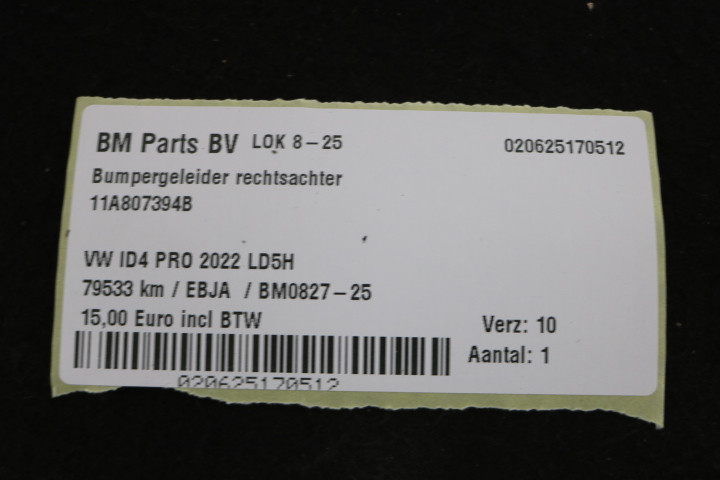 BM Parts BV LOK 8-25 020625170512
Bumpergeleider rechtsachter
11A807394B
VW ID4 PRO 2022 LD5H
79533 km / EBJA / BM0827-25
15,00 Euro incl BTW Verz: 10
Aantal: 1
020625170512